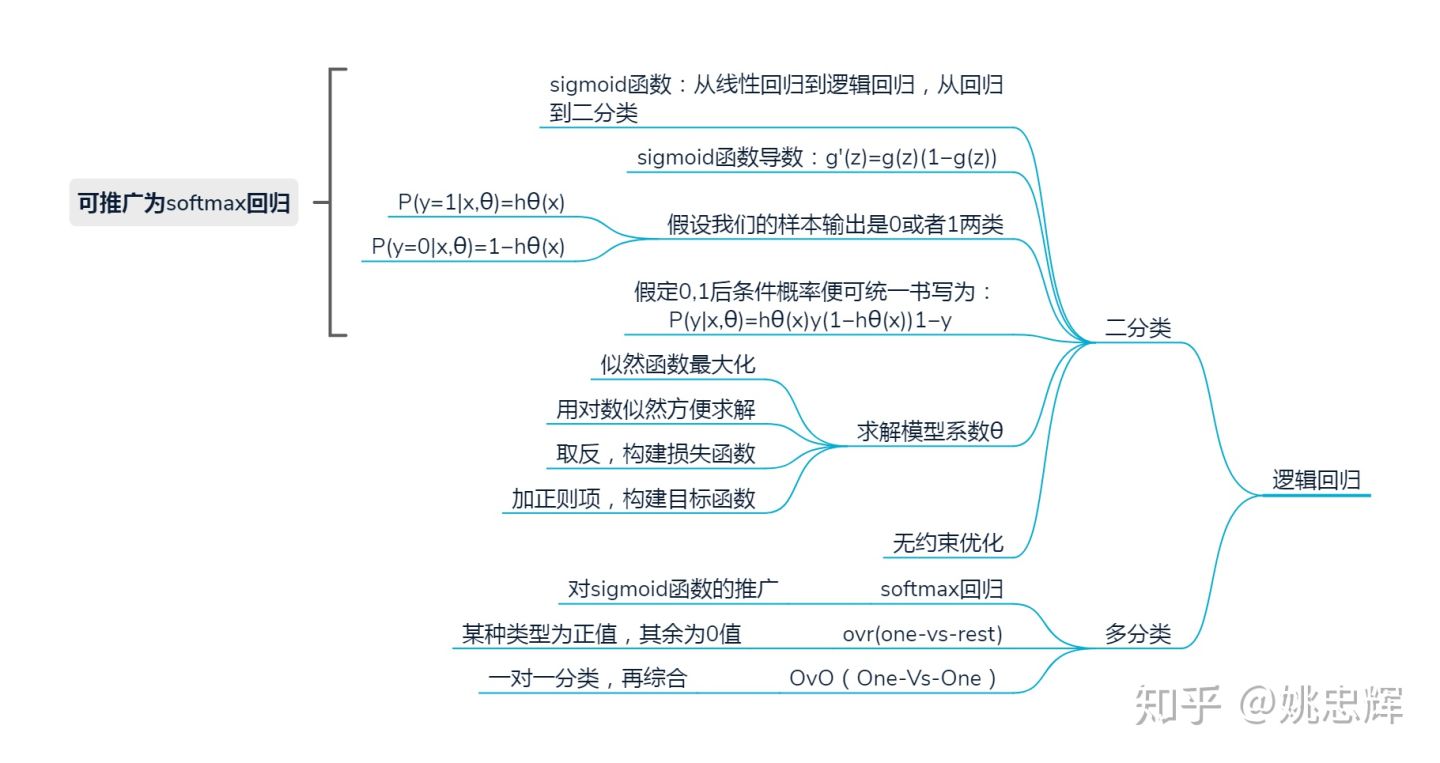 sigmoid函数：从线性回归到逻辑回归，从回归
到二分类
sigmoid函数导数：g'(z)=g(z)(1−g(z))
可推广为softmax回归
P(y=1|x,θ)=hθ(x)
P(y=0|x,θ)=1−hθ(x)
假设我们的样本输出是0或者1两类
假定0,1后条件概率便可统一书写为：
P(y|x,θ)=hθ(x)y(1−hθ(x))1−y
二分类
似然函数最大化
用对数似然方便求解
取反，构建损失函数
加正则项，构建目标函数
求解模型系数θ
无约束优化
逻辑回归
对sigmoid函数的推广
softmax回归
某种类型为正值，其余为0值
ovr(one-vs-rest)
一对一分类，再综合
OvO（One-Vs-One）
多分类
知乎 @姚忠辉